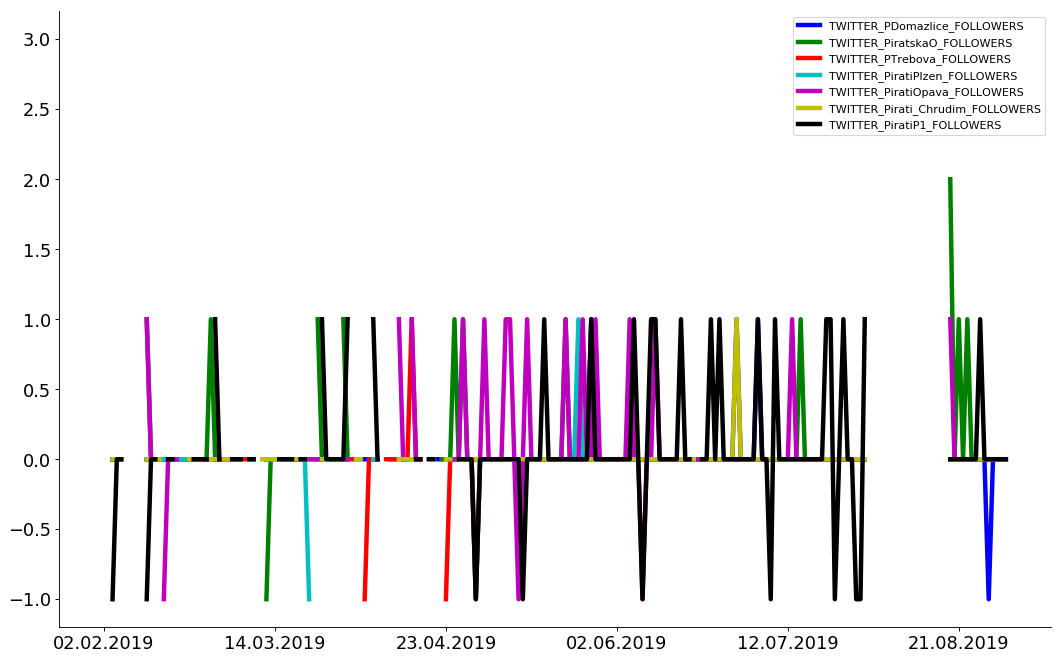 3.0
2.5
2.0
1.5
1.0
0.5
0.0
−0.5
−1.0
02.02.2019
14.03.2019
23.04.2019
02.06.2019
12.07.2019
21.08.2019
TWITTER_PDomazlice_FOLLOWERS
TWITTER_PiratskaO_FOLLOWERS
TWITTER_PTrebova_FOLLOWERS
TWITTER_PiratiPlzen_FOLLOWERS
TWITTER_PiratiOpava_FOLLOWERS
TWITTER_Pirati_Chrudim_FOLLOWERS
TWITTER_PiratiP1_FOLLOWERS